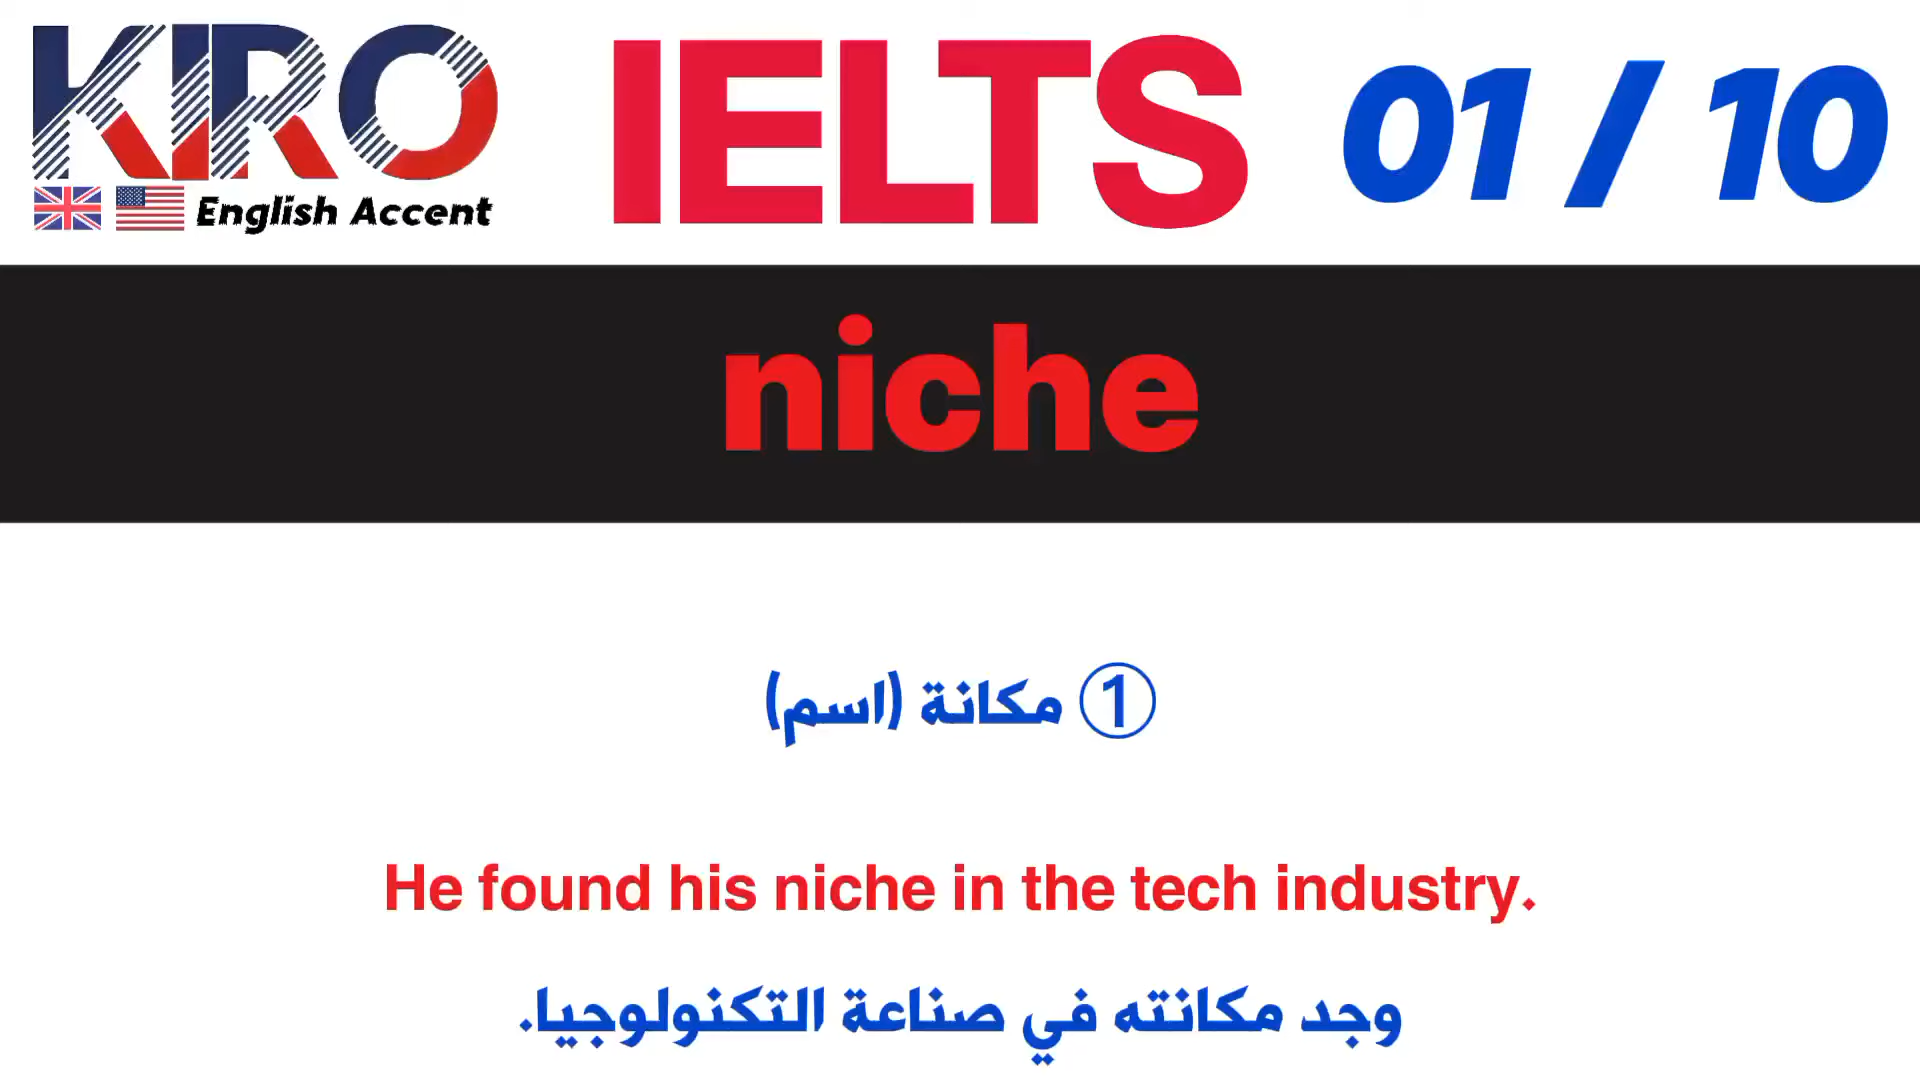 KIRO
English Accent
IELTS
01 / 10
niche
① مكانة (اسم)
He found his niche in the tech industry.
وجد مكانته في صناعة التكنولوجيا.